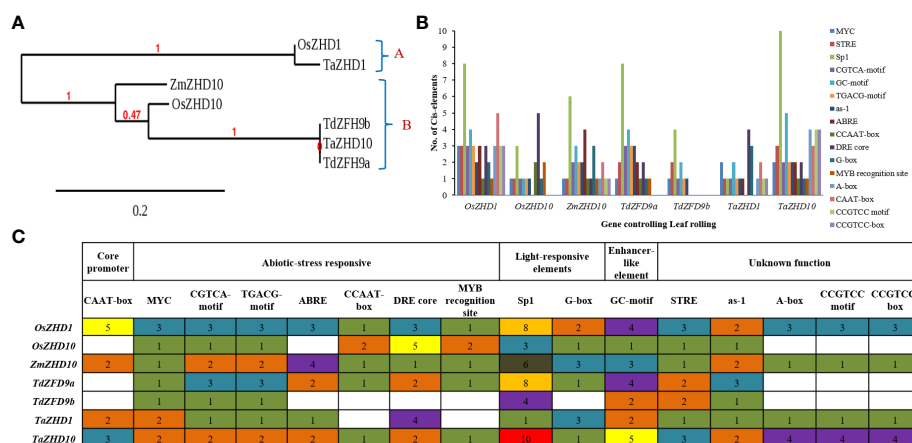 A
1
OsZHD1
TaZHD1
A
1
ZmZHD10
0.47
OsZHD10
B
1
TdZFH9b
TaZHD10
TdZFH9a
0.2
B
No. of Cis-elements
10
9
8
7
6
5
4
3
2
1
0
OsZHD1 OsZHD10 ZmZHD10 TdZFD9a TdZFD9b TaZHD1 TaZHD10
Gene controlling Leaf rolling
MYC
STRE
Sp1
CGTCA-motif
GC-motif
TGACG-motif
as-1
ABRE
CCAAT-box
DRE core
G-box
MYB recognition site
A-box
CAAT-box
CCGTCC motif
CCGTCC-box
C
Core promoter Abiotic-stress responsive Light-responsive elements Enhancer-like element Unknown function
CAAT-box MYC CGTCA-motif TGACG-motif ABRE CCAAT-box DRE core MYB recognition site Sp1 G-box GC-motif STRE as-1 A-box CCGTCC motif CCGTCC box
OsZHD1 5 3 3 3 3 1 3 1 8 2 4 3 2 3 3 3
OsZHD10 1 1 1 2 5 2 3 1 1 1 1
ZmZHD10 2 1 2 2 4 1 1 1 6 3 3 1 2 1 1 1
TdZFD9a 1 3 3 2 1 2 1 8 1 4 2 3
TdZFD9b 1 1 1 4 2 2 1
TaZHD1 2 2 1 1 1 4 1 3 2 1 1 1 1 1
TaZHD10 3 2 2 2 2 1 2 1 10 1 5 3 2 4 4 4